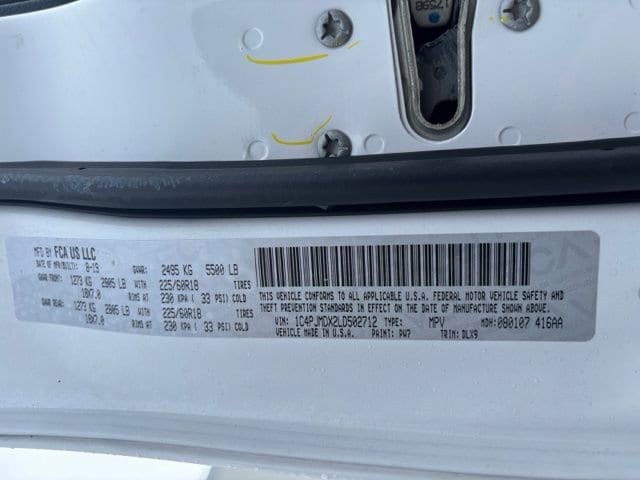 17598
MFD BY FCA US LLC
DATE OF MFR(BUILT): 8-19 GVWR: 2495 KG 5500 LB
GAWR FRONT: 1273 KG 2805 LB WITH 225/60R18 TIRES
18X7.0 RIMS AT 230 KPA ( 33 PSI) COLD
GAWR REAR: 1273 KG 2805 LB WITH 225/60R18 TIRES
18X7.0 RIMS AT 230 KPA ( 33 PSI) COLD
THIS VEHICLE CONFORMS TO ALL APPLICABLE U.S.A. FEDERAL MOTOR VEHICLE SAFETY AND
THEFT PREVENTION STANDARDS IN EFFECT ON THE DATE OF MANUFACTURE SHOWN ABOVE.
VIN: 1C4PJMDX2LD502712 TYPE: MPV MDH:080107 416AA
VEHICLE MADE IN U.S.A. PAINT: PW7 TRIM: DLX9